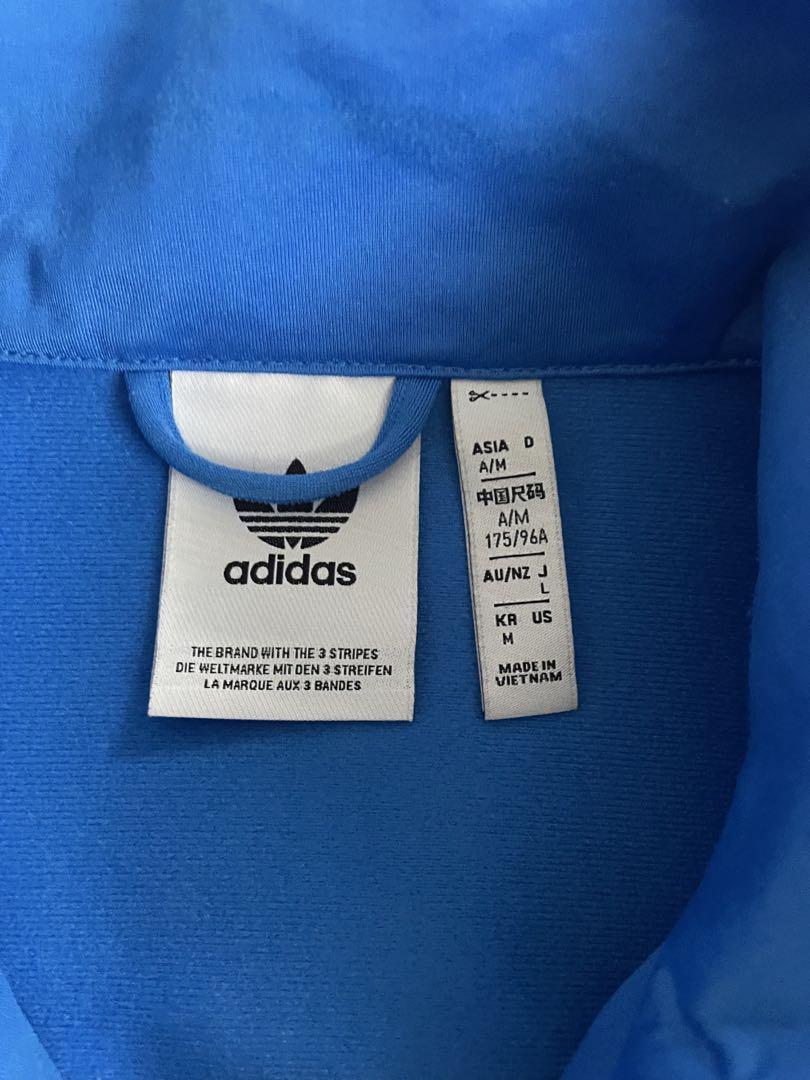 adidas
THE BRAND WITH THE 3 STRIPES
DIE WELTMARKE MIT DEN 3 STREIFEN
LA MARQUE AUX 3 BANDES
ASIA D
A/M
中国尺码
A/M
175/96A
AU/NZ J
L
KR US
M
MADE IN
VIETNAM